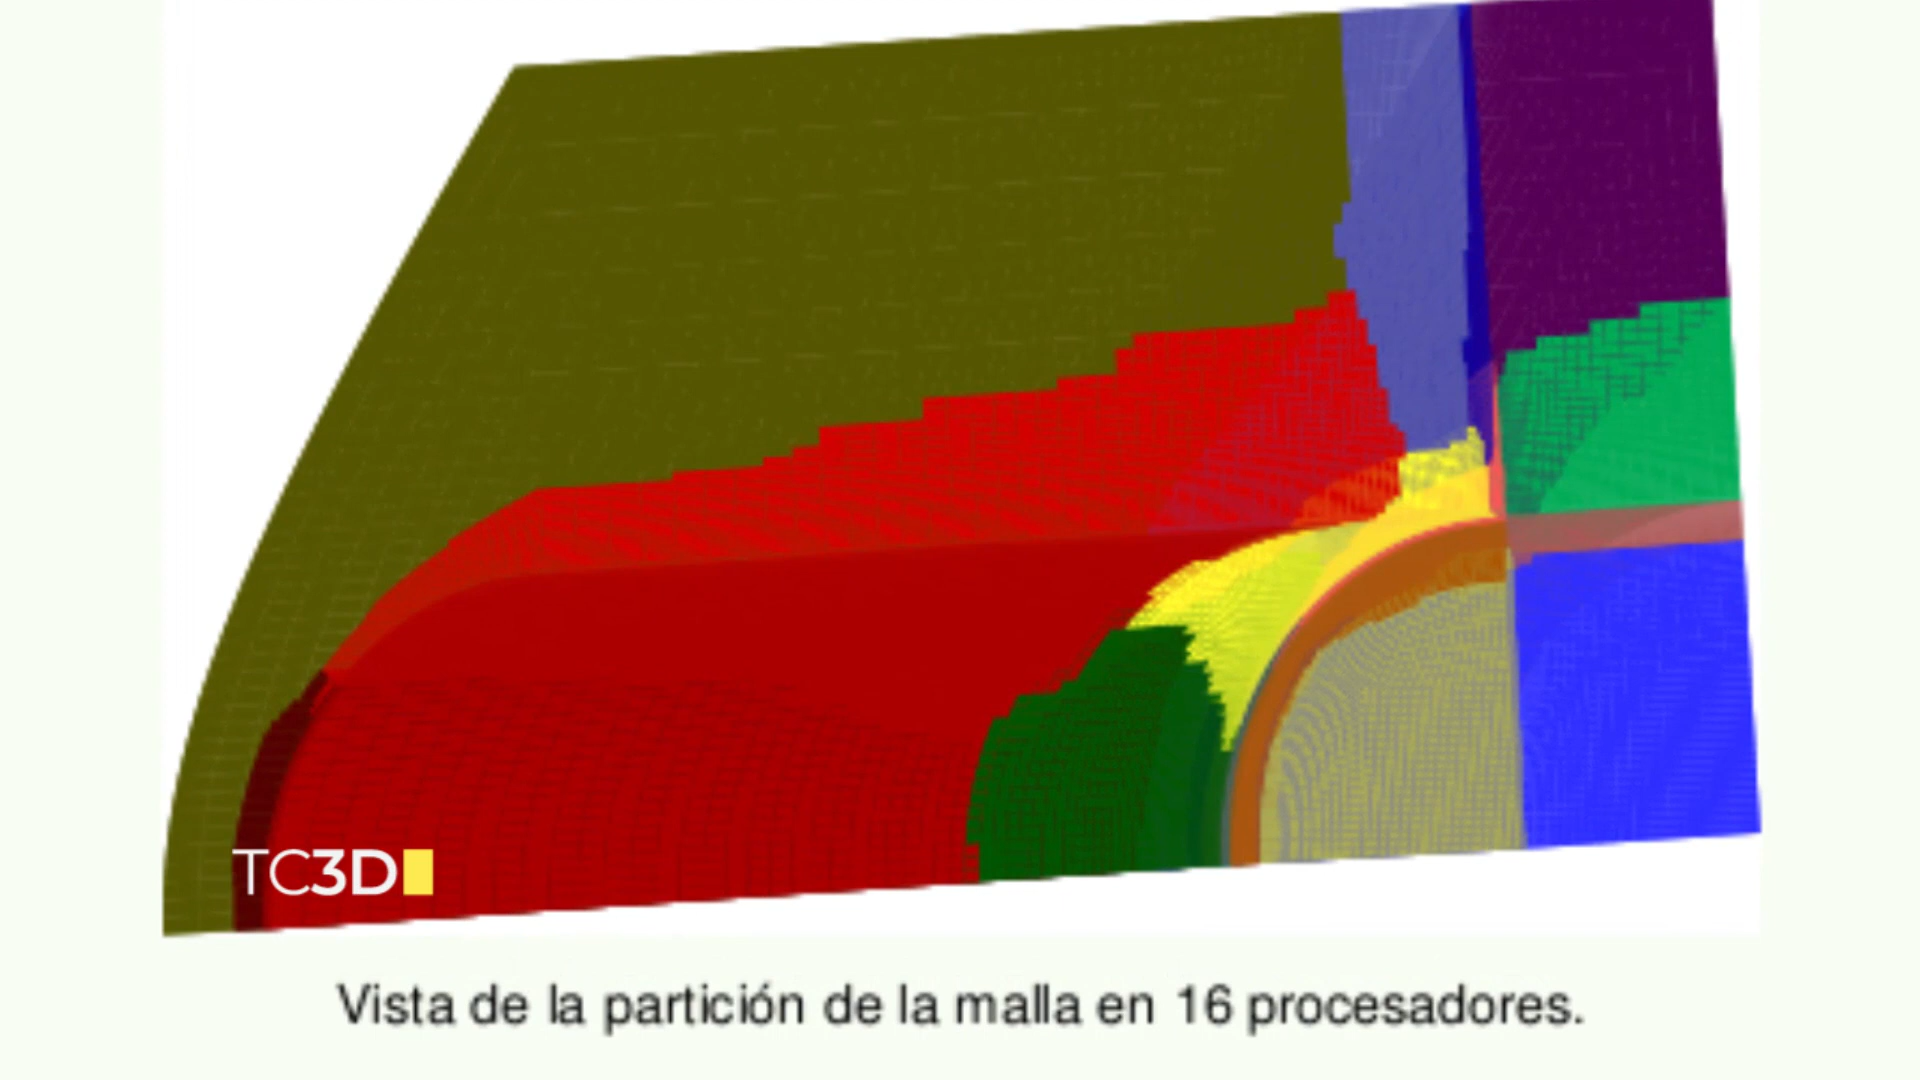 TC3D
Vista de la partición de la malla en 16 procesadores.